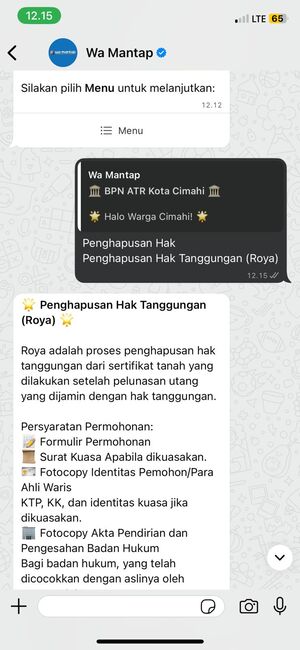 12.15
LTE 65
Wa Mantap
Silakan pilih Menu untuk melanjutkan:
12.12
Menu
Wa Mantap
🏛️ BPN ATR Kota Cimahi 🏛️
🌟 Halo Warga Cimahi! 🌟
Penghapusan Hak
Penghapusan Hak Tanggungan (Roya)
12.15
🌟 Penghapusan Hak Tanggungan
(Roya) 🌟
Roya adalah proses penghapusan hak
tanggungan dari sertifikat tanah yang
dilakukan setelah pelunasan utang
yang dijamin dengan hak tanggungan.
Persyaratan Permohonan:
📝 Formulir Permohonan
📜 Surat Kuasa Apabila dikuasakan.
🪪 Fotocopy Identitas Pemohon/Para
Ahli Waris
KTP, KK, dan identitas kuasa jika
dikuasakan.
🏢 Fotocopy Akta Pendirian dan
Pengesahan Badan Hukum
Bagi badan hukum, yang telah
dicocokkan dengan aslinya oleh